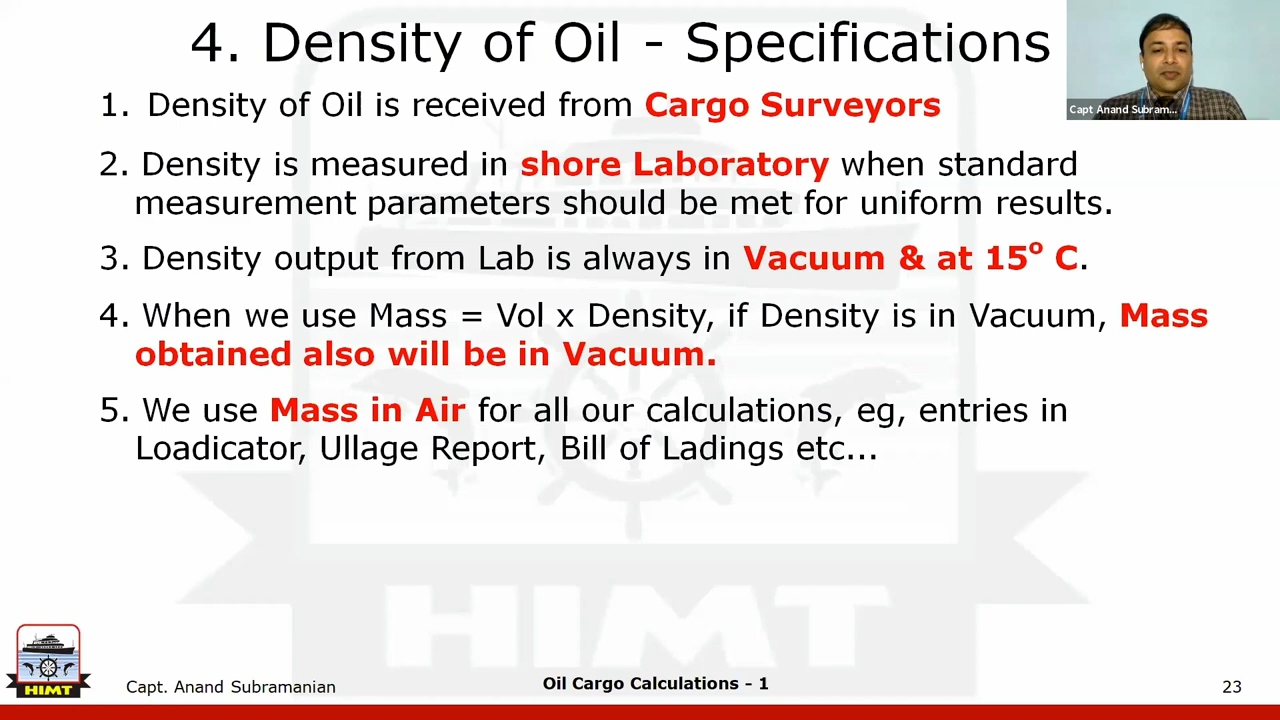 4. Density of Oil - Specifications
Capt Anand Subram...
1. Density of Oil is received from Cargo Surveyors
2. Density is measured in shore Laboratory when standard
measurement parameters should be met for uniform results.
3. Density output from Lab is always in Vacuum & at 15° C.
4. When we use Mass = Vol x Density, if Density is in Vacuum, Mass
obtained also will be in Vacuum.
5. We use Mass in Air for all our calculations, eg, entries in
Loadicator, Ullage Report, Bill of Ladings etc...
HIMT
HIMT
Capt. Anand Subramanian
Oil Cargo Calculations - 1
23